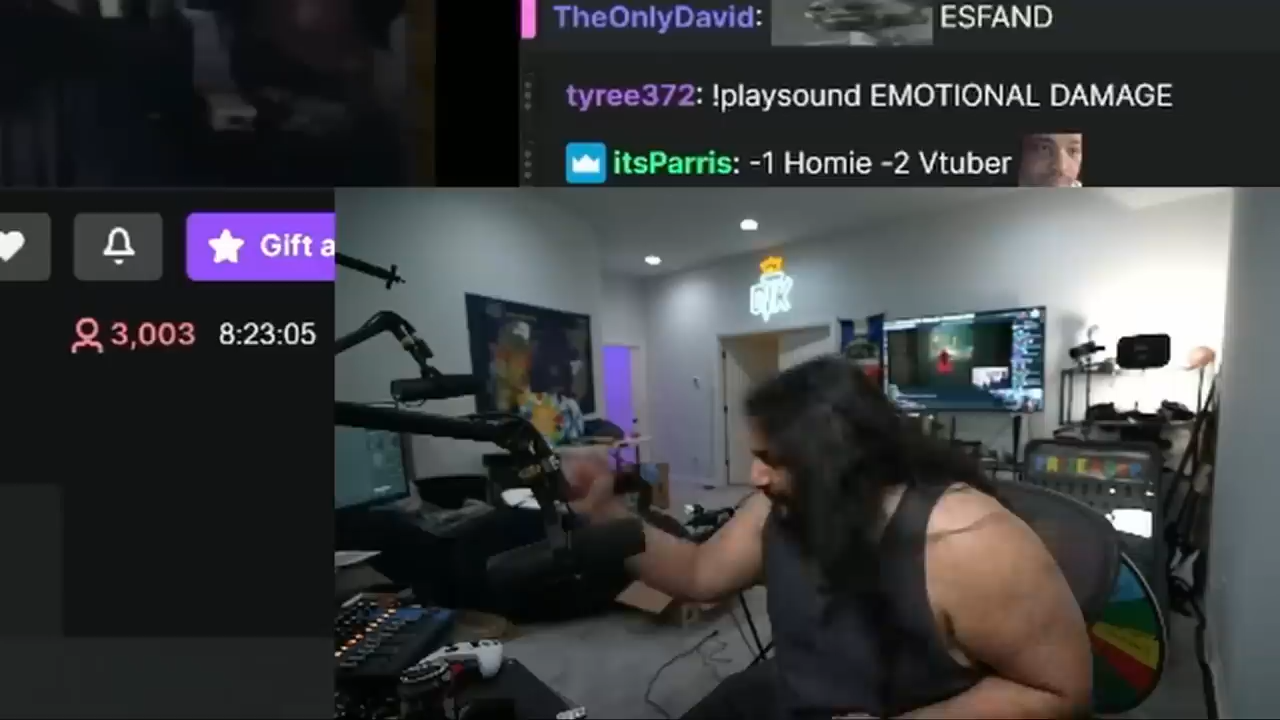 TheOnlyDavid: ESFAND
tyree372: !playsound EMOTIONAL DAMAGE
itsParris: -1 Homie -2 Vtuber
Gift a
3,003 8:23:05